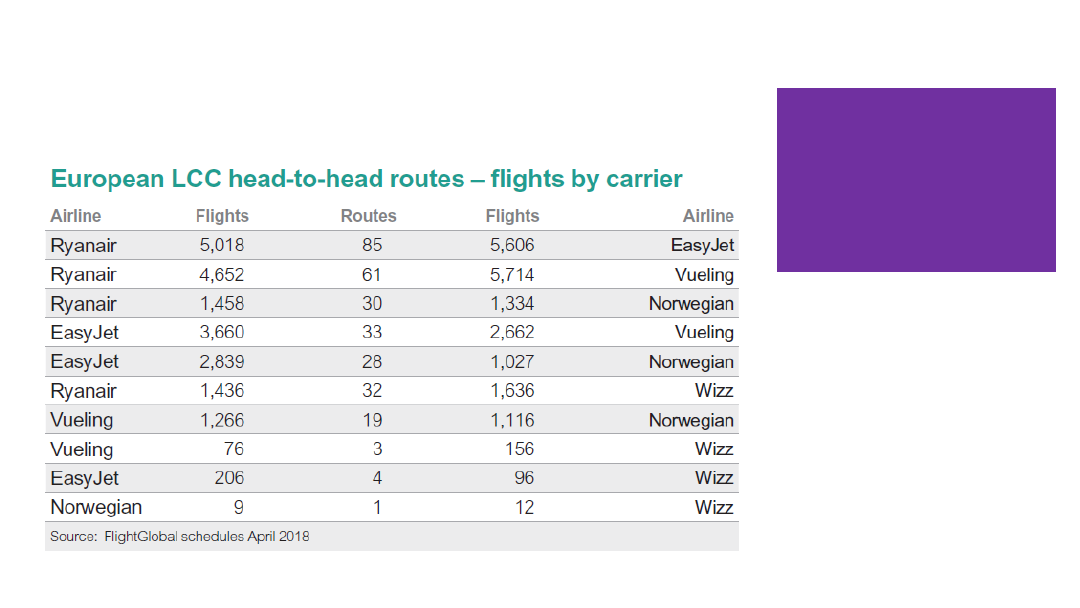 European LCC head-to-head routes – flights by carrier
Airline Flights Routes Flights Airline
Ryanair 5,018 85 5,606 EasyJet
Ryanair 4,652 61 5,714 Vueling
Ryanair 1,458 30 1,334 Norwegian
EasyJet 3,660 33 2,662 Vueling
EasyJet 2,839 28 1,027 Norwegian
Ryanair 1,436 32 1,636 Wizz
Vueling 1,266 19 1,116 Norwegian
Vueling 76 3 156 Wizz
EasyJet 206 4 96 Wizz
Norwegian 9 1 12 Wizz
Source: FlightGlobal schedules April 2018